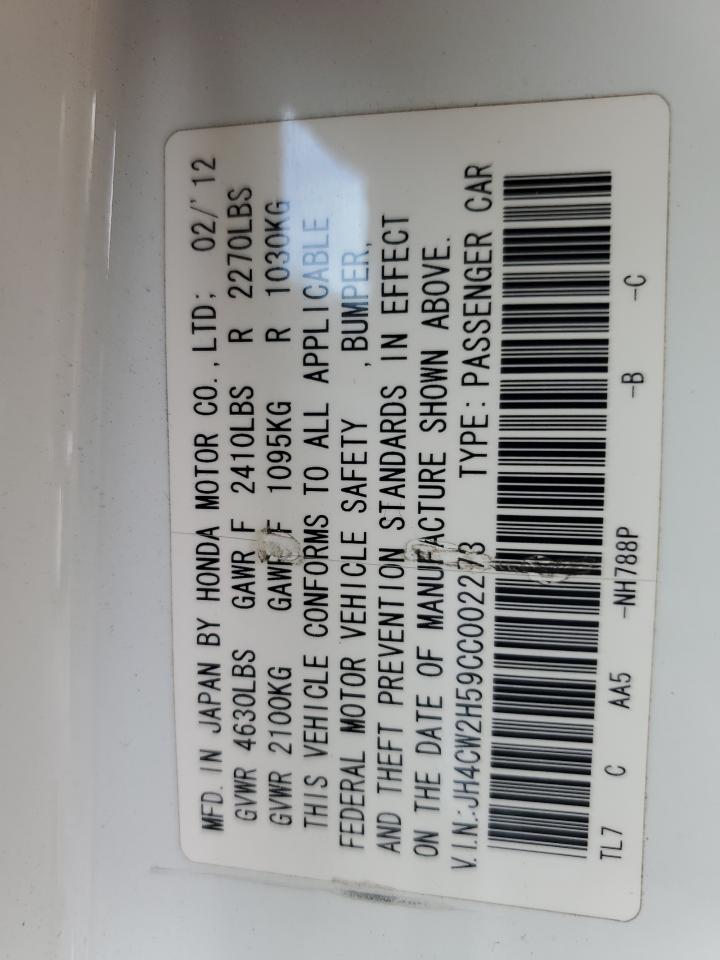 MFD. IN JAPAN BY HONDA MOTOR CO., LTD; 02/'12
GVWR 4630LBS GAWR F 2410LBS R 2270LBS
GVWR 2100KG GAWR F 1095KG R 1030KG
THIS VEHICLE CONFORMS TO ALL APPLICABLE
FEDERAL MOTOR VEHICLE SAFETY , BUMPER,
AND THEFT PREVENTION STANDARDS IN EFFECT
ON THE DATE OF MANUFACTURE SHOWN ABOVE.
V.I.N.: TYPE: PASSENGER CAR
TL7 C AA5 -NH788P -B -C